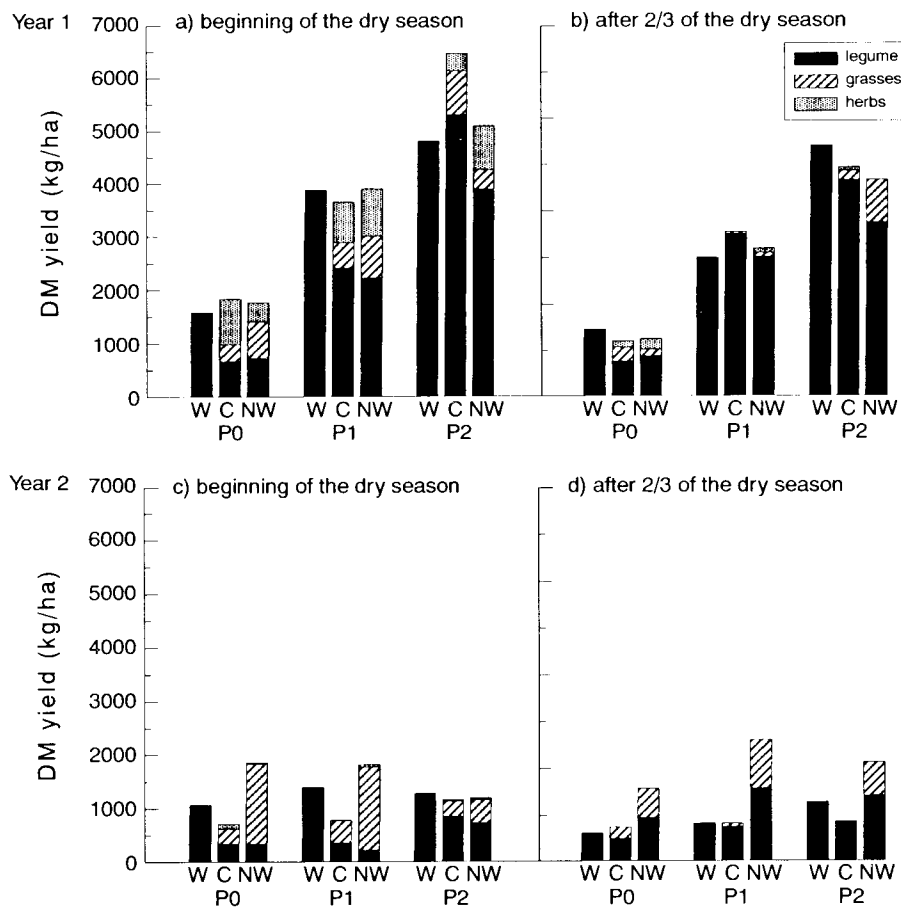 Year 1
a) beginning of the dry season
b) after 2/3 of the dry season
legume
grasses
herbs
DM yield (kg/ha)
7000
6000
5000
4000
3000
2000
1000
0
W C NW W C NW W C NW
P0 P1 P2
W C NW W C NW W C NW
P0 P1 P2
Year 2
c) beginning of the dry season
d) after 2/3 of the dry season
DM yield (kg/ha)
7000
6000
5000
4000
3000
2000
1000
0
W C NW W C NW W C NW
P0 P1 P2
W C NW W C NW W C NW
P0 P1 P2